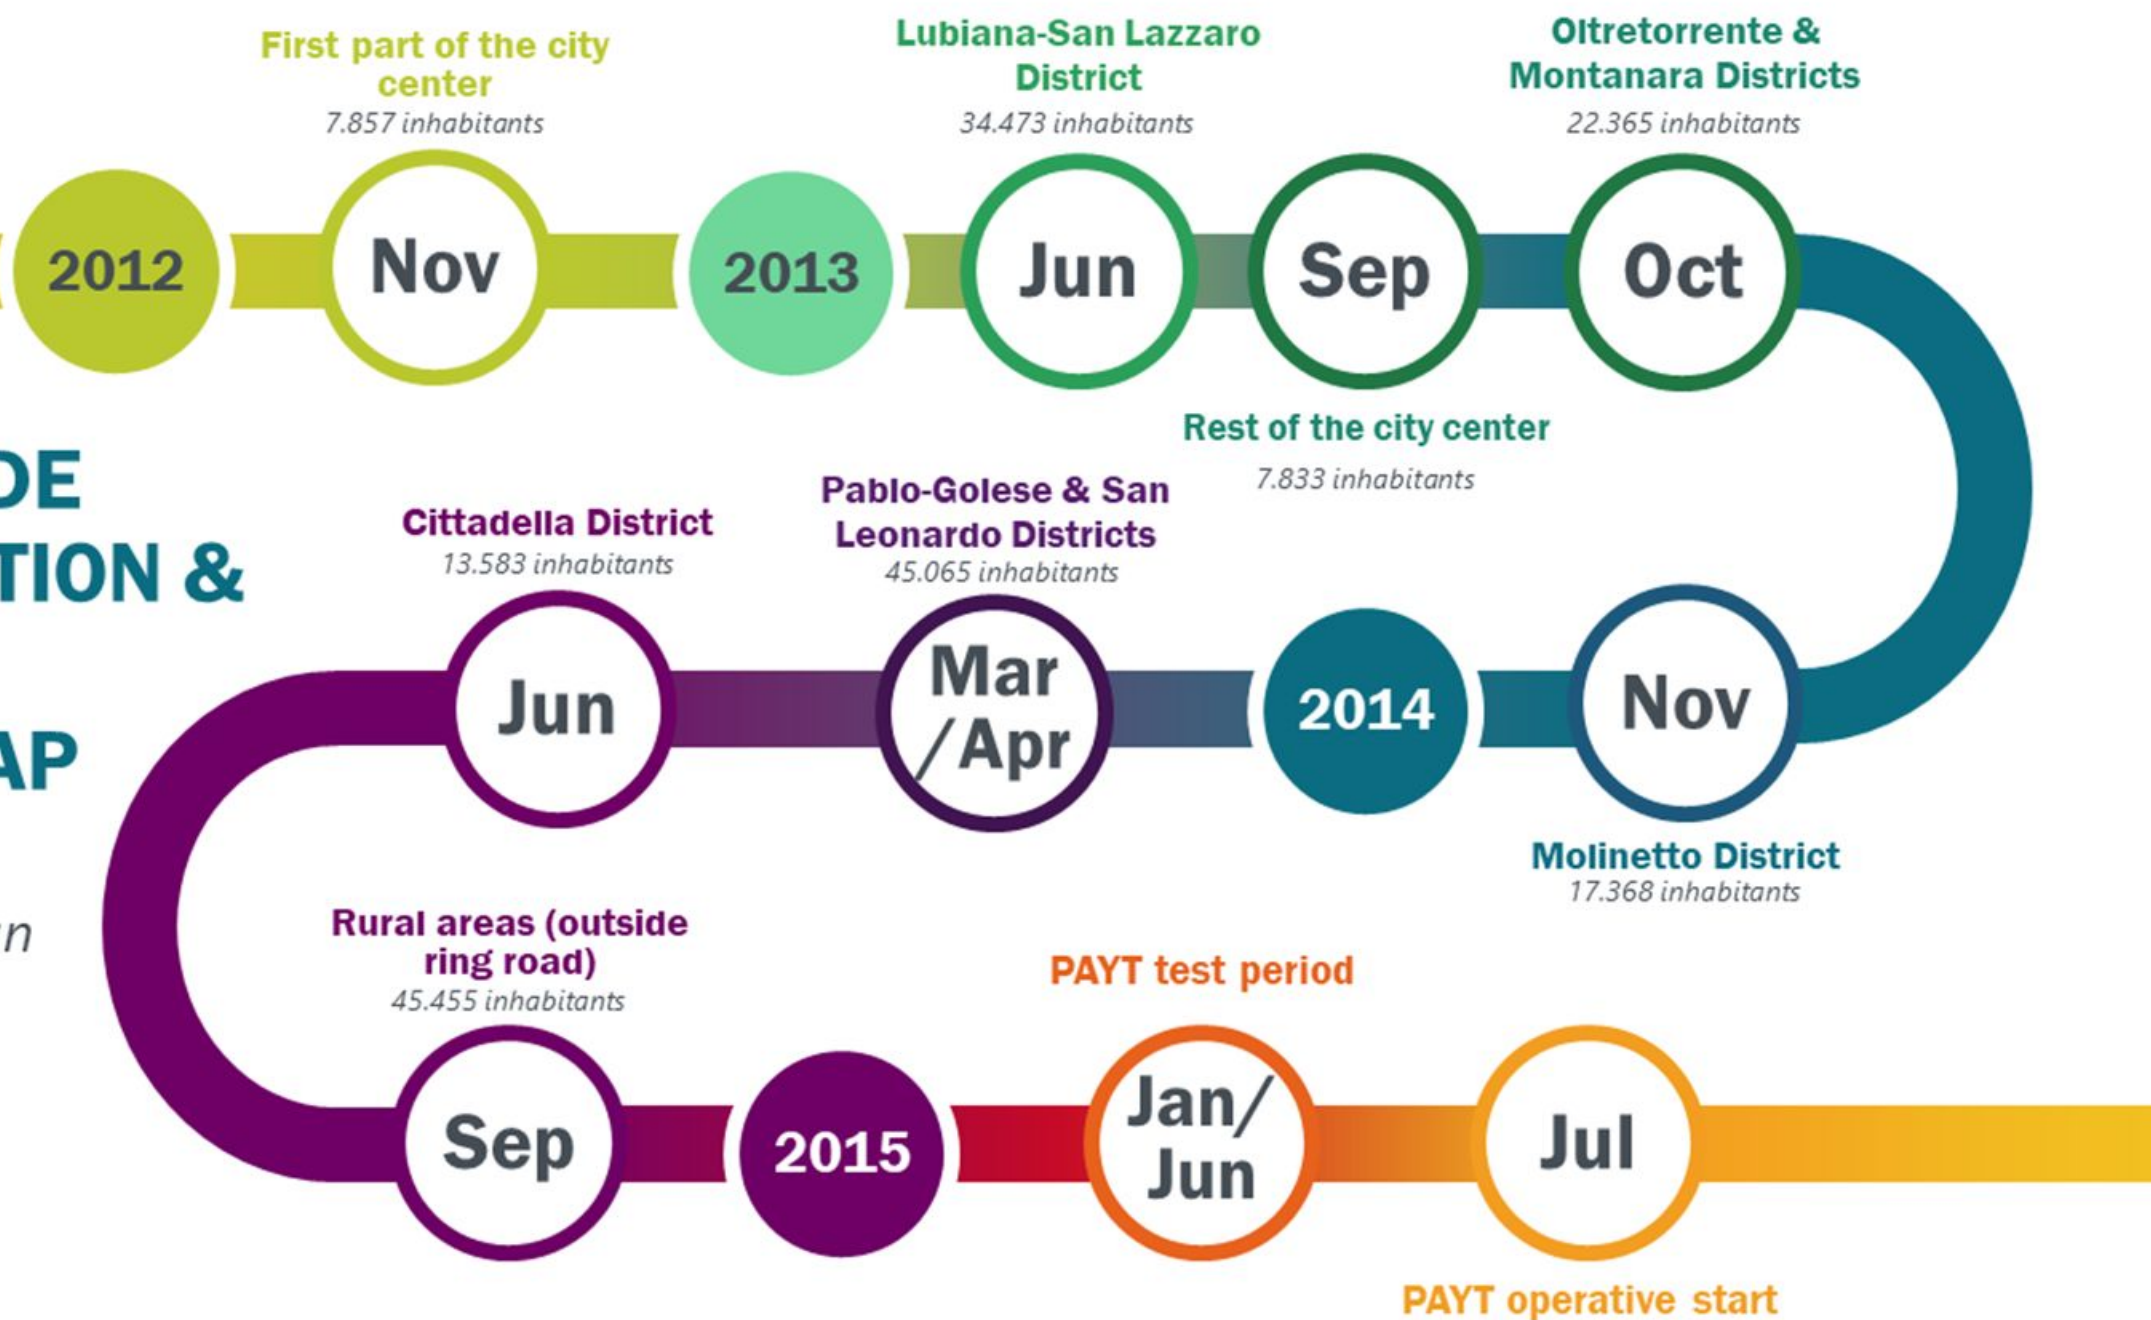 First part of the city
center
7.857 inhabitants
Lubiana-San Lazzaro
District
34.473 inhabitants
Oltretorrente &
Montanara Districts
22.365 inhabitants
2012
Nov
2013
Jun
Sep
Oct
Rest of the city center
7.833 inhabitants
DE
TION &
AP
n
Cittadella District
13.583 inhabitants
Pablo-Golese & San
Leonardo Districts
45.065 inhabitants
Jun
Mar
/Apr
2014
Nov
Molinetto District
17.368 inhabitants
Rural areas (outside
ring road)
45.455 inhabitants
PAYT test period
Sep
2015
Jan/
Jun
Jul
PAYT operative start